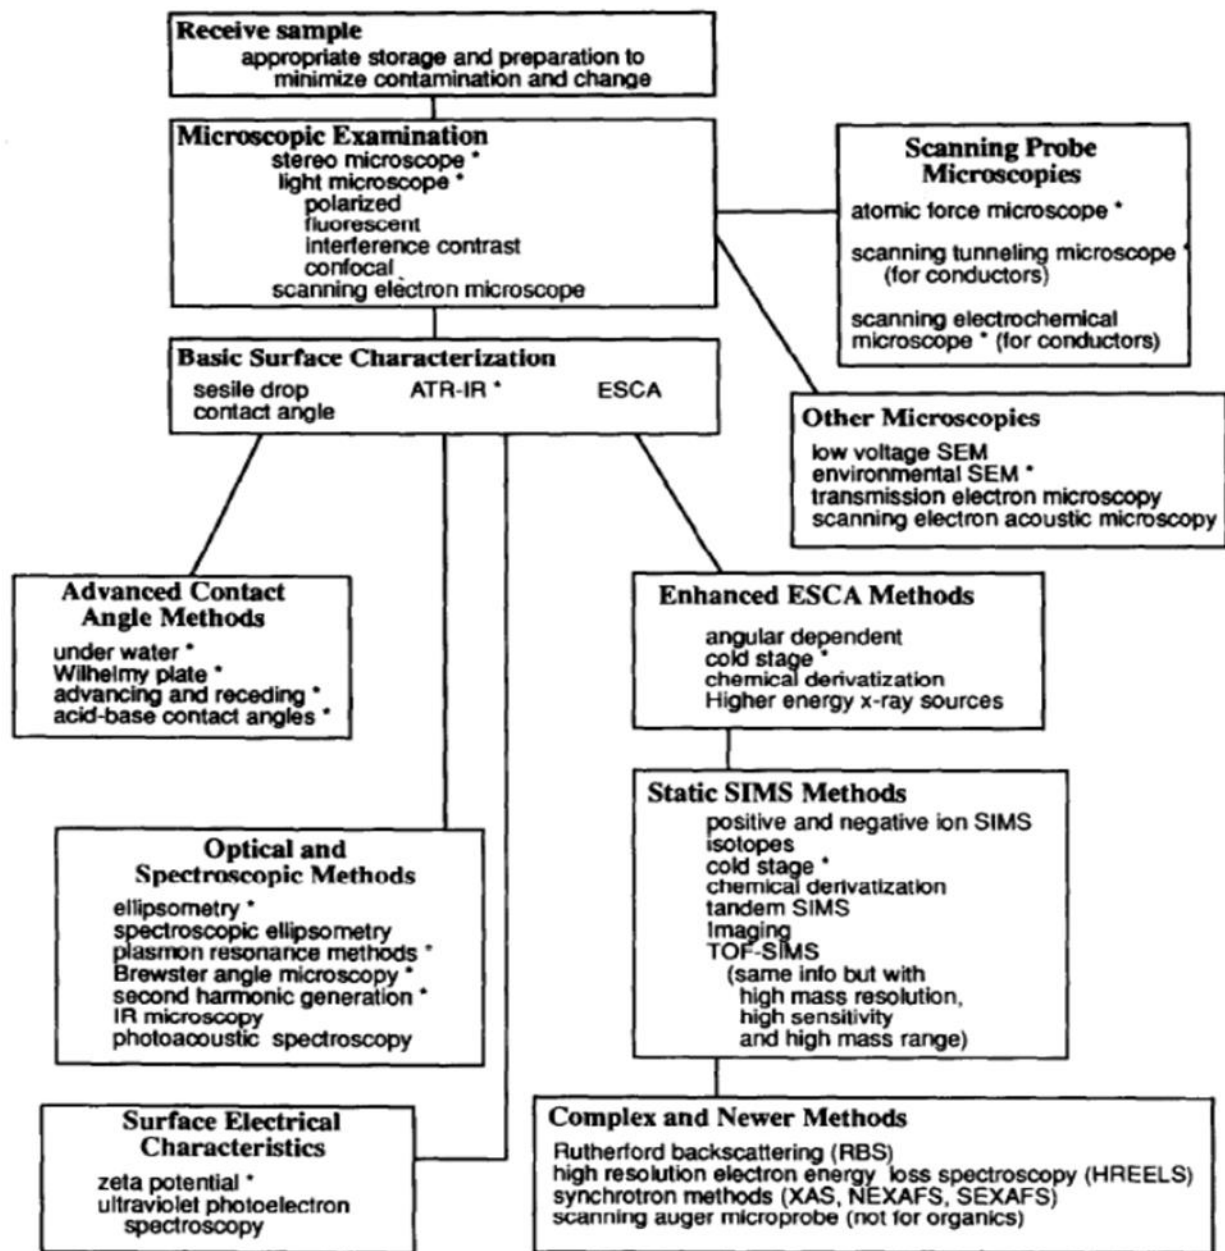 Receive sample
appropriate storage and preparation to
minimize contamination and change
Microscopic Examination
stereo microscope *
light microscope *
polarized
fluorescent
interference contrast
confocal
scanning electron microscope
Scanning Probe
Microscopies
atomic force microscope *
scanning tunneling microscope *
(for conductors)
scanning electrochemical
microscope * (for conductors)
Basic Surface Characterization
sesile drop
contact angle
ATR-IR *
ESCA
Other Microscopies
low voltage SEM
environmental SEM *
transmission electron microscopy
scanning electron acoustic microscopy
Advanced Contact
Angle Methods
under water *
Wilhelmy plate *
advancing and receding *
acid-base contact angles *
Enhanced ESCA Methods
angular dependent
cold stage *
chemical derivatization
Higher energy x-ray sources
Static SIMS Methods
positive and negative ion SIMS
isotopes
cold stage *
chemical derivatization
tandem SIMS
Imaging
TOF-SIMS
(same info but with
high mass resolution,
high sensitivity
and high mass range)
Optical and
Spectroscopic Methods
ellipsometry *
spectroscopic ellipsometry
plasmon resonance methods *
Brewster angle microscopy *
second harmonic generation *
IR microscopy
photoacoustic spectroscopy
Surface Electrical
Characteristics
zeta potential *
ultraviolet photoelectron
spectroscopy
Complex and Newer Methods
Rutherford backscattering (RBS)
high resolution electron energy loss spectroscopy (HREELS)
synchrotron methods (XAS, NEXAFS, SEXAFS)
scanning auger microprobe (not for organics)